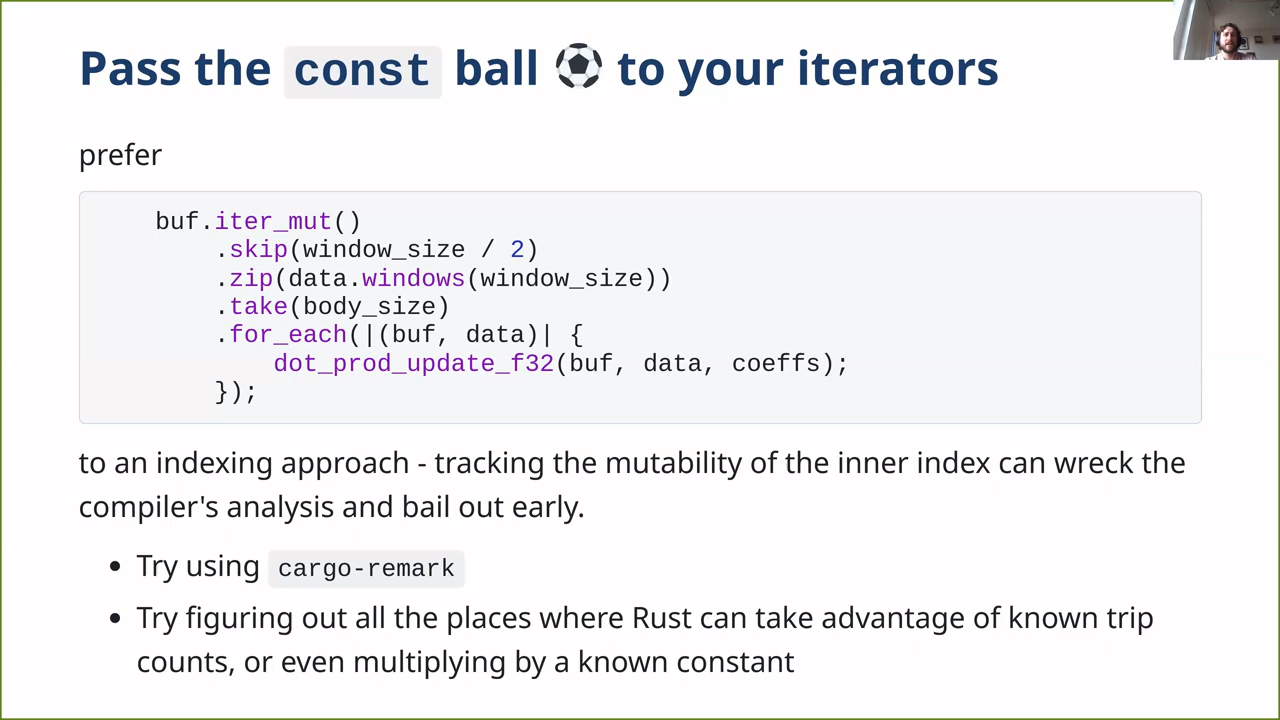 Pass the const ball ⚽ to your iterators
prefer
buf.iter_mut()
    .skip(window_size / 2)
    .zip(data.windows(window_size))
    .take(body_size)
    .for_each(|(buf, data)| {
        dot_prod_update_f32(buf, data, coeffs);
    });
to an indexing approach - tracking the mutability of the inner index can wreck the
compiler's analysis and bail out early.
• Try using cargo-remark
• Try figuring out all the places where Rust can take advantage of known trip
counts, or even multiplying by a known constant